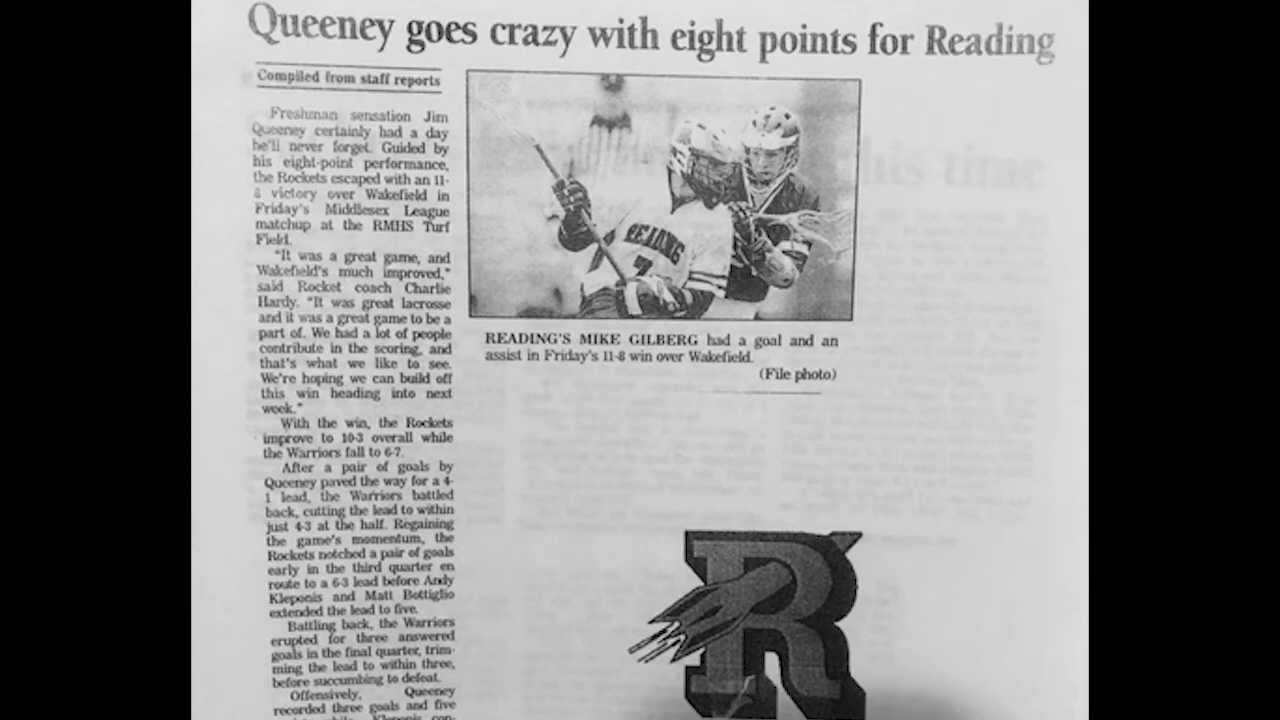 Queeney goes crazy with eight points for Reading
Compiled from staff reports
Freshman sensation Jim
Queeney certainly had a day
he'll never forget. Guided by
his eight-point performance,
the Rockets escaped with an 11-
8 victory over Wakefield in
Friday's Middlesex League
matchup at the RMHS Turf
Field.
"It was a great game, and
Wakefield's much improved,"
said Rocket coach Charlie
Hardy. "It was great lacrosse
and it was a great game to be a
part of. We had a lot of people
contribute in the scoring, and
that's what we like to see.
We're hoping we can build off
this win heading into next
week."
With the win, the Rockets
improve to 10-3 overall while
the Warriors fall to 6-7.
After a pair of goals by
Queeney paved the way for a 4-
1 lead, the Warriors battled
back, cutting the lead to within
just 4-3 at the half. Regaining
the game's momentum, the
Rockets notched a pair of goals
early in the third quarter en
route to a 6-3 lead before Andy
Kleponis and Matt Bottiglio
extended the lead to five.
Battling back, the Warriors
erupted for three answered
goals in the final quarter, trim-
ming the lead to within three,
before succumbing to defeat.
Offensively, Queeney
recorded three goals and five
READING
7
READING'S MIKE GILBERG had a goal and an
assist in Friday's 11-8 win over Wakefield.
(File photo)
R